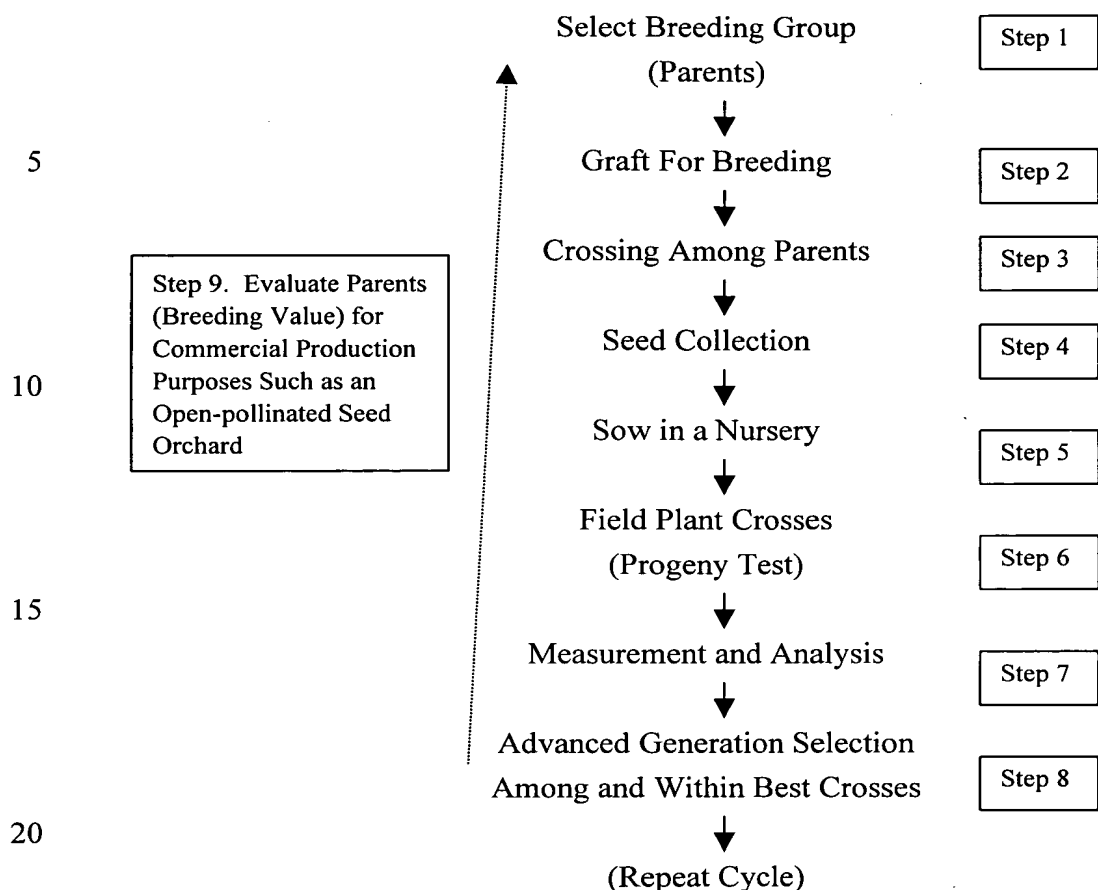 Select Breeding Group
(Parents)
Step 1
5
Graft For Breeding
Step 2
Crossing Among Parents
Step 3
Step 9. Evaluate Parents
(Breeding Value) for
Commercial Production
Purposes Such as an
Open-pollinated Seed
Orchard
Seed Collection
Step 4
10
Sow in a Nursery
Step 5
Field Plant Crosses
(Progeny Test)
Step 6
15
Measurement and Analysis
Step 7
Advanced Generation Selection
Among and Within Best Crosses
Step 8
20
(Repeat Cycle)